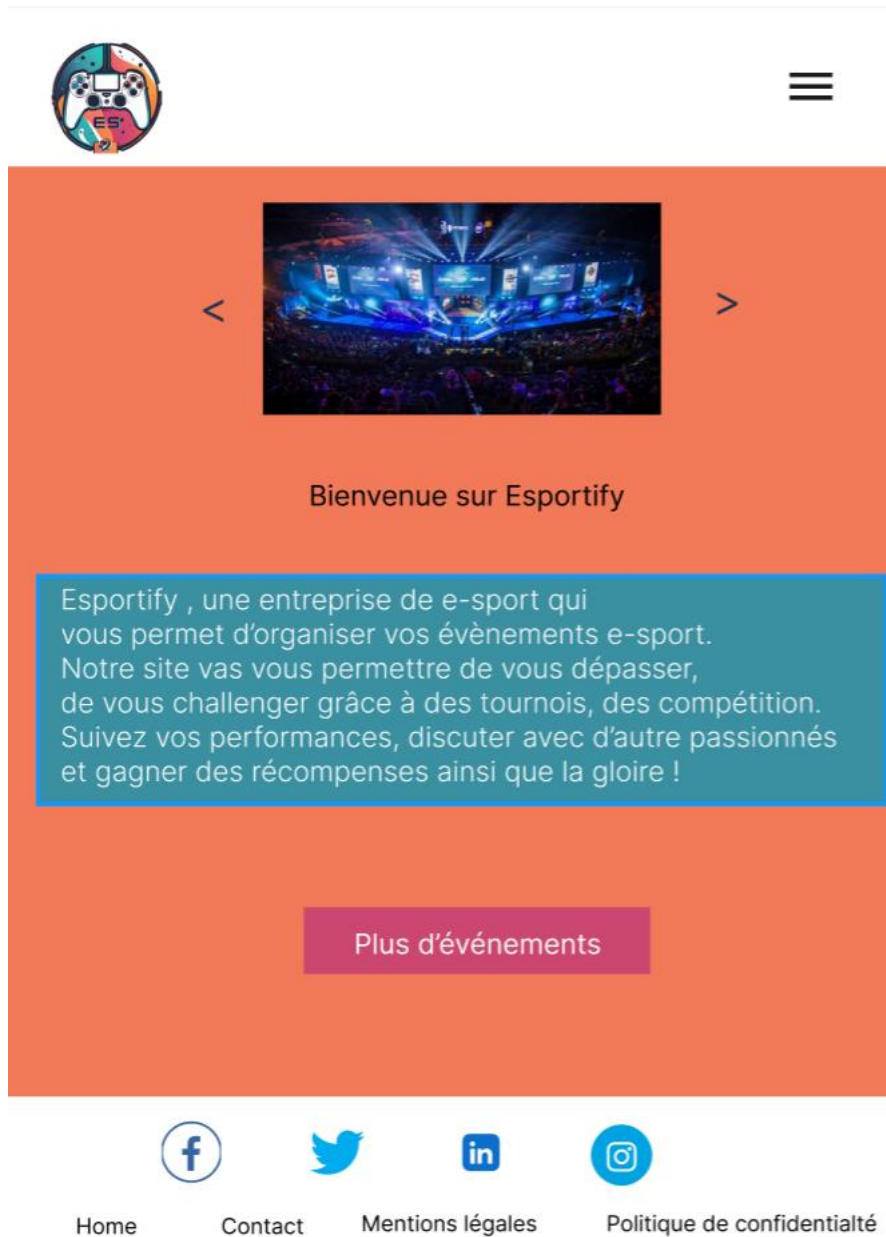 ES
<
>
Bienvenue sur Esportify
Esportify , une entreprise de e-sport qui
vous permet d’organiser vos évènements e-sport.
Notre site vas vous permettre de vous dépasser,
de vous challenger grâce à des tournois, des compétition.
Suivez vos performances, discuter avec d’autre passionnés
et gagner des récompenses ainsi que la gloire !
Plus d’événements
f
in
Home Contact Mentions légales Politique de confidentialté